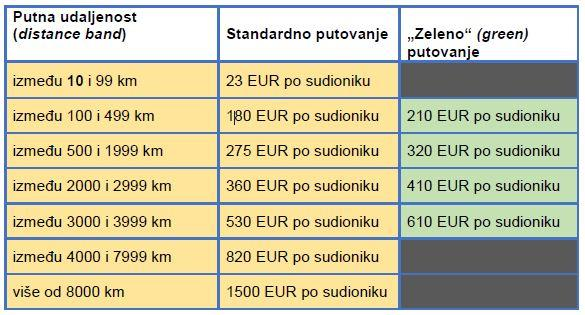 Putna udaljenost
(distance band)
Standardno putovanje
„Zeleno“ (green)
putovanje
između 10 i 99 km
23 EUR po sudioniku
između 100 i 499 km
180 EUR po sudioniku
210 EUR po sudioniku
između 500 i 1999 km
275 EUR po sudioniku
320 EUR po sudioniku
između 2000 i 2999 km
360 EUR po sudioniku
410 EUR po sudioniku
između 3000 i 3999 km
530 EUR po sudioniku
610 EUR po sudioniku
između 4000 i 7999 km
820 EUR po sudioniku
više od 8000 km
1500 EUR po sudioniku